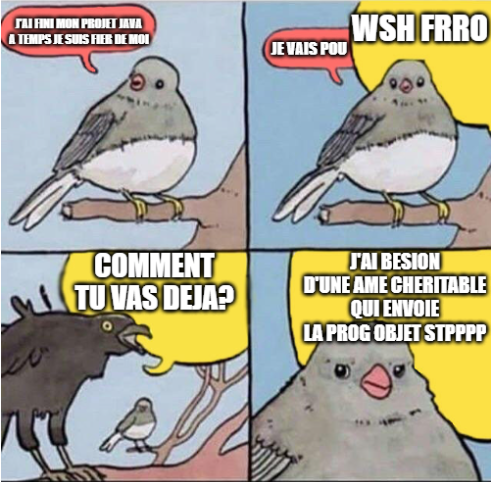 J'AI FINI MON PROJET JAVA
A TEMPS JE SUIS FIER DE MOI
JE VAIS POU
WSH FRRO
COMMENT
TU VAS DEJA?
J'AI BESION
D'UNE AME CHERITABLE
QUI ENVOIE
LA PROG OBJET STPPPP